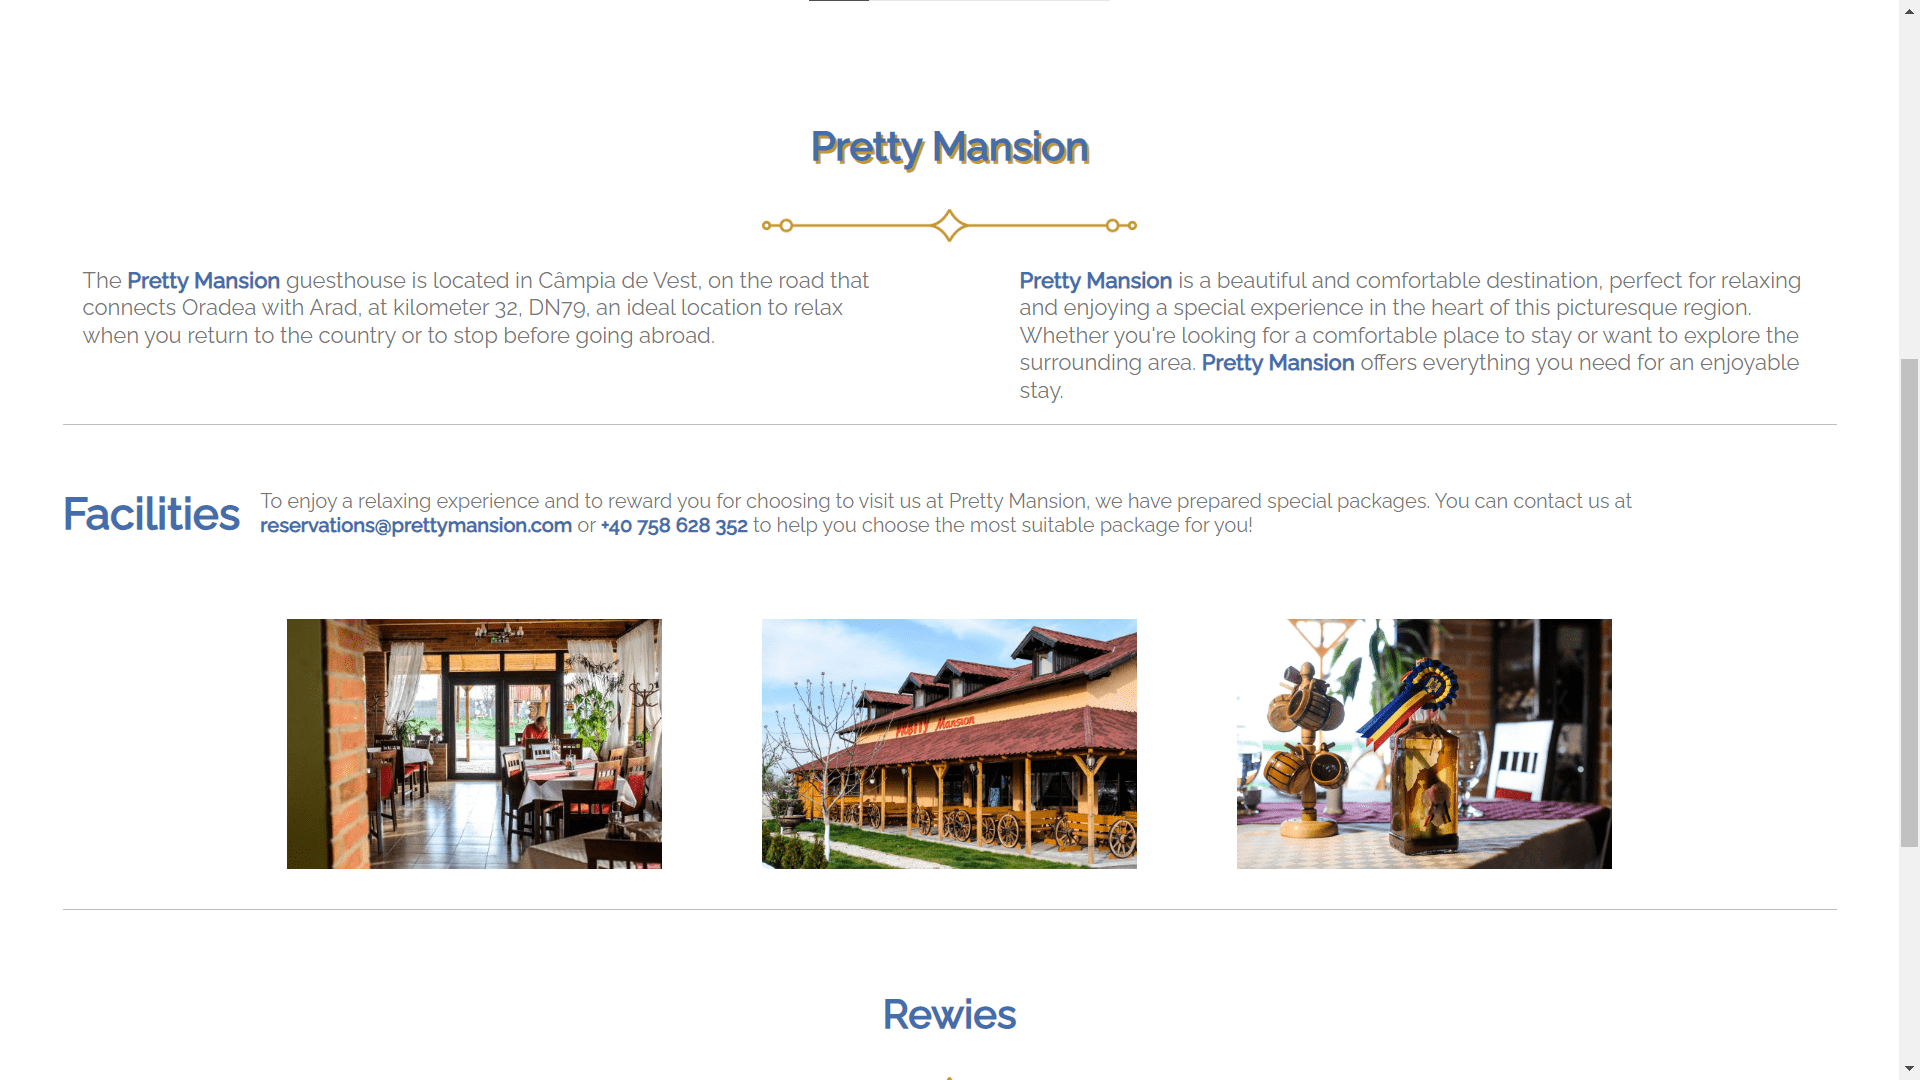 Pretty Mansion
The Pretty Mansion guesthouse is located in Câmpia de Vest, on the road that
connects Oradea with Arad, at kilometer 32, DN79, an ideal location to relax
when you return to the country or to stop before going abroad.
Pretty Mansion is a beautiful and comfortable destination, perfect for relaxing
and enjoying a special experience in the heart of this picturesque region.
Whether you're looking for a comfortable place to stay or want to explore the
surrounding area. Pretty Mansion offers everything you need for an enjoyable
stay.
Facilities
To enjoy a relaxing experience and to reward you for choosing to visit us at Pretty Mansion, we have prepared special packages. You can contact us at
reservations@prettymansion.com or +40 758 628 352 to help you choose the most suitable package for you!
PRETTY Mansion
Rewies